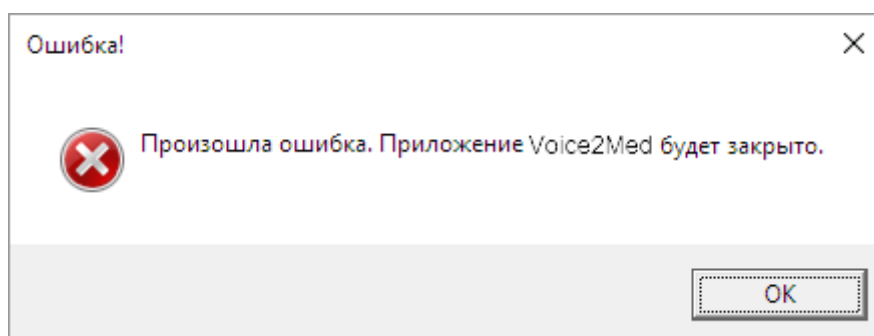 Ошибка!
Произошла ошибка. Приложение Voice2Med будет закрыто.
OK